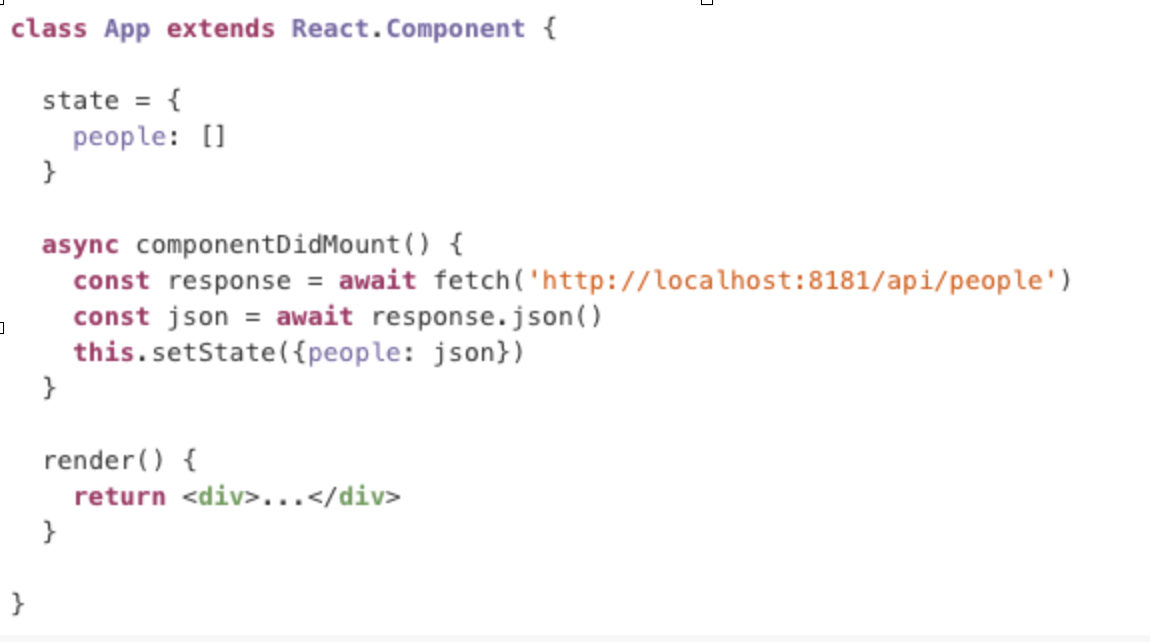 class App extends React.Component {
state = {
people: []
}
async componentDidMount() {
const response = await fetch('http://localhost:8181/api/people')
const json = await response.json()
this.setState({people: json})
}
render() {
return <div>...</div>
}
}